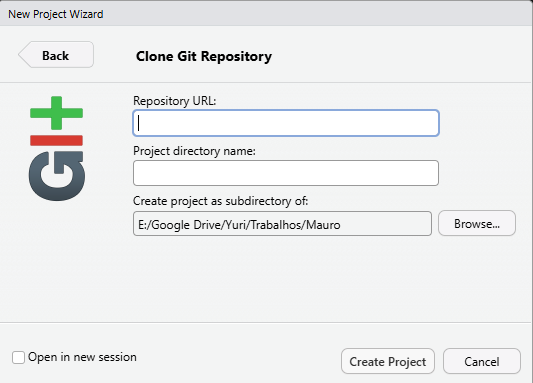 New Project Wizard
Back
Clone Git Repository
Repository URL:
Project directory name:
Create project as subdirectory of:
E:/Google Drive/Yuri/Trabalhos/Mauro
Browse...
Open in new session
Create Project
Cancel
GIT